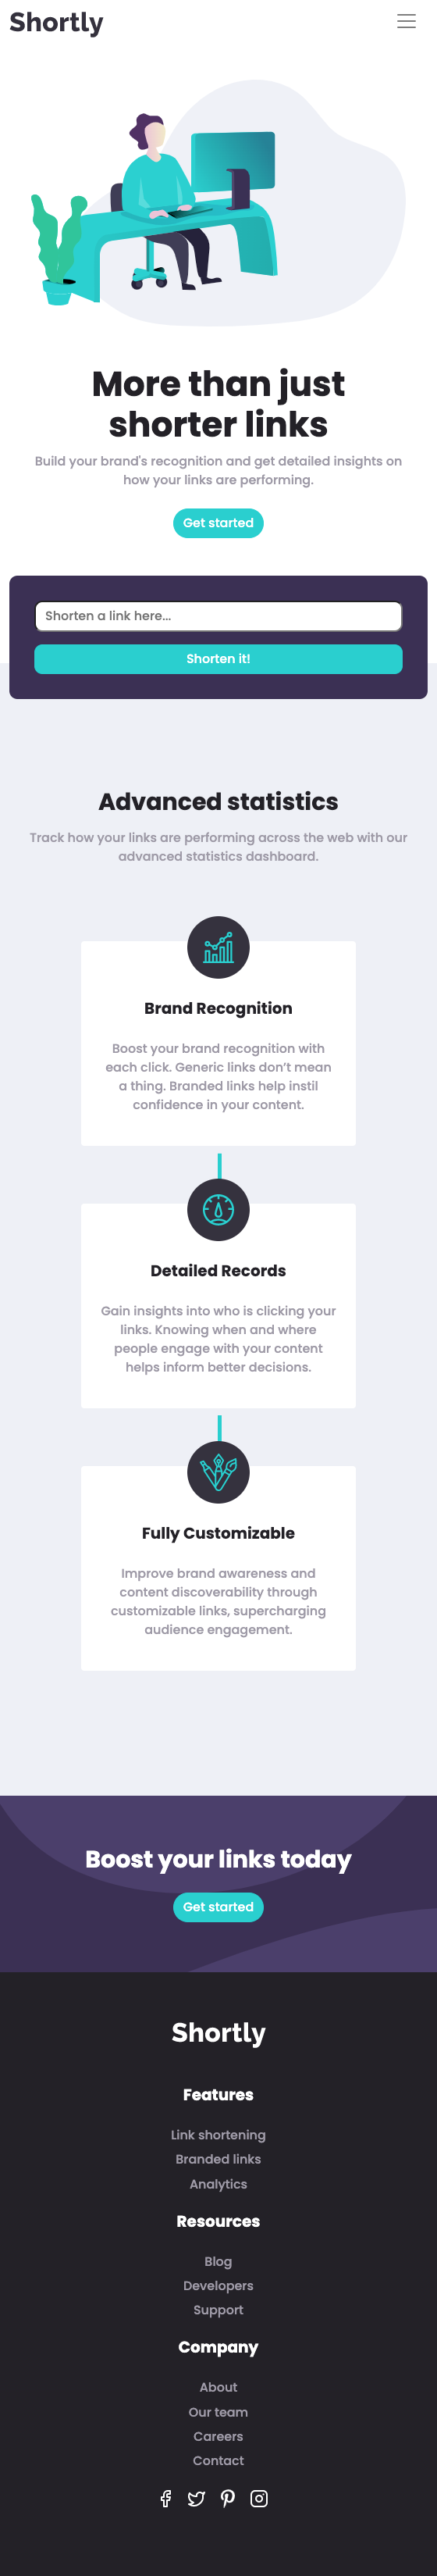 Shortly
More than just
shorter links
Build your brand's recognition and get detailed insights on
how your links are performing.
Get started
Shorten a link here...
Shorten it!
Advanced statistics
Track how your links are performing across the web with our
advanced statistics dashboard.
Brand Recognition
Boost your brand recognition with
each click. Generic links don’t mean
a thing. Branded links help instil
confidence in your content.
Detailed Records
Gain insights into who is clicking your
links. Knowing when and where
people engage with your content
helps inform better decisions.
Fully Customizable
Improve brand awareness and
content discoverability through
customizable links, supercharging
audience engagement.
Boost your links today
Get started
Shortly
Features
Link shortening
Branded links
Analytics
Resources
Blog
Developers
Support
Company
About
Our team
Careers
Contact